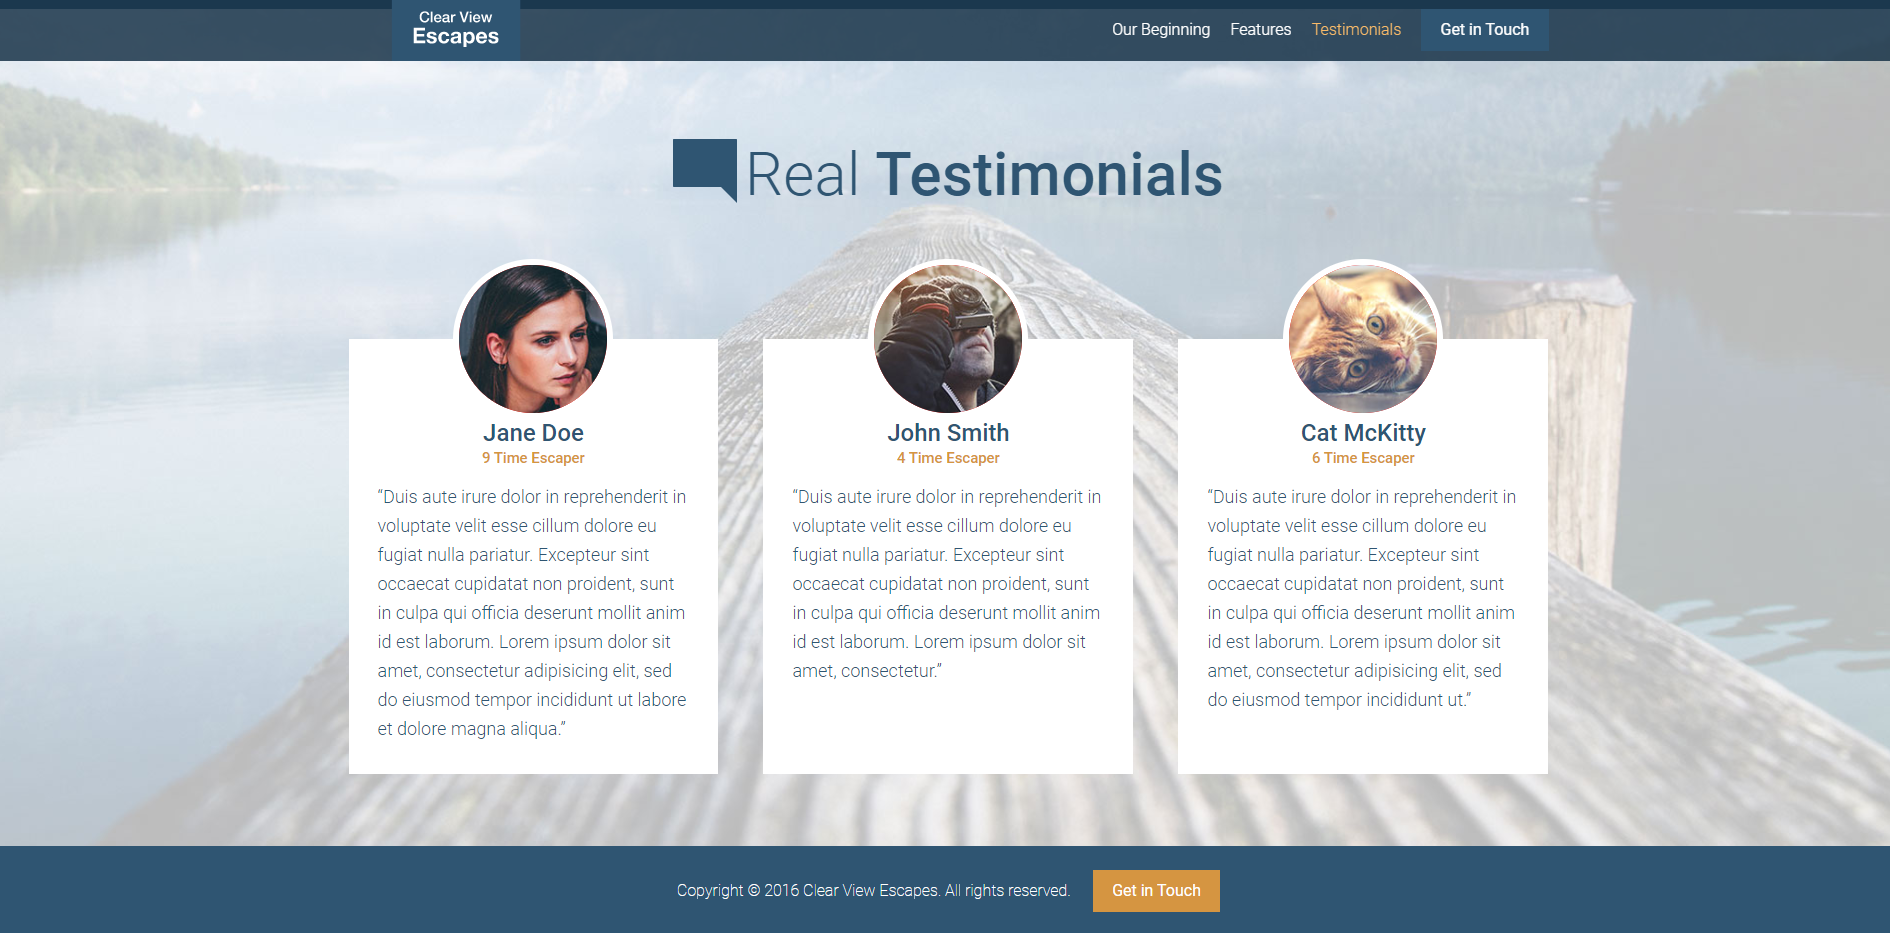 Clear View
Escapes
Our Beginning Features Testimonials Get in Touch
Real Testimonials
Jane Doe
9 Time Escaper
“Duis aute irure dolor in reprehenderit in
voluptate velit esse cillum dolore eu
fugiat nulla pariatur. Excepteur sint
occaecat cupidatat non proident, sunt
in culpa qui officia deserunt mollit anim
id est laborum. Lorem ipsum dolor sit
amet, consectetur adipisicing elit, sed
do eiusmod tempor incididunt ut labore
et dolore magna aliqua.”
John Smith
4 Time Escaper
“Duis aute irure dolor in reprehenderit in
voluptate velit esse cillum dolore eu
fugiat nulla pariatur. Excepteur sint
occaecat cupidatat non proident, sunt
in culpa qui officia deserunt mollit anim
id est laborum. Lorem ipsum dolor sit
amet, consectetur.”
Cat McKitty
6 Time Escaper
“Duis aute irure dolor in reprehenderit in
voluptate velit esse cillum dolore eu
fugiat nulla pariatur. Excepteur sint
occaecat cupidatat non proident, sunt
in culpa qui officia deserunt mollit anim
id est laborum. Lorem ipsum dolor sit
amet, consectetur adipisicing elit, sed
do eiusmod tempor incididunt ut.“
Copyright © 2016 Clear View Escapes. All rights reserved. Get in Touch